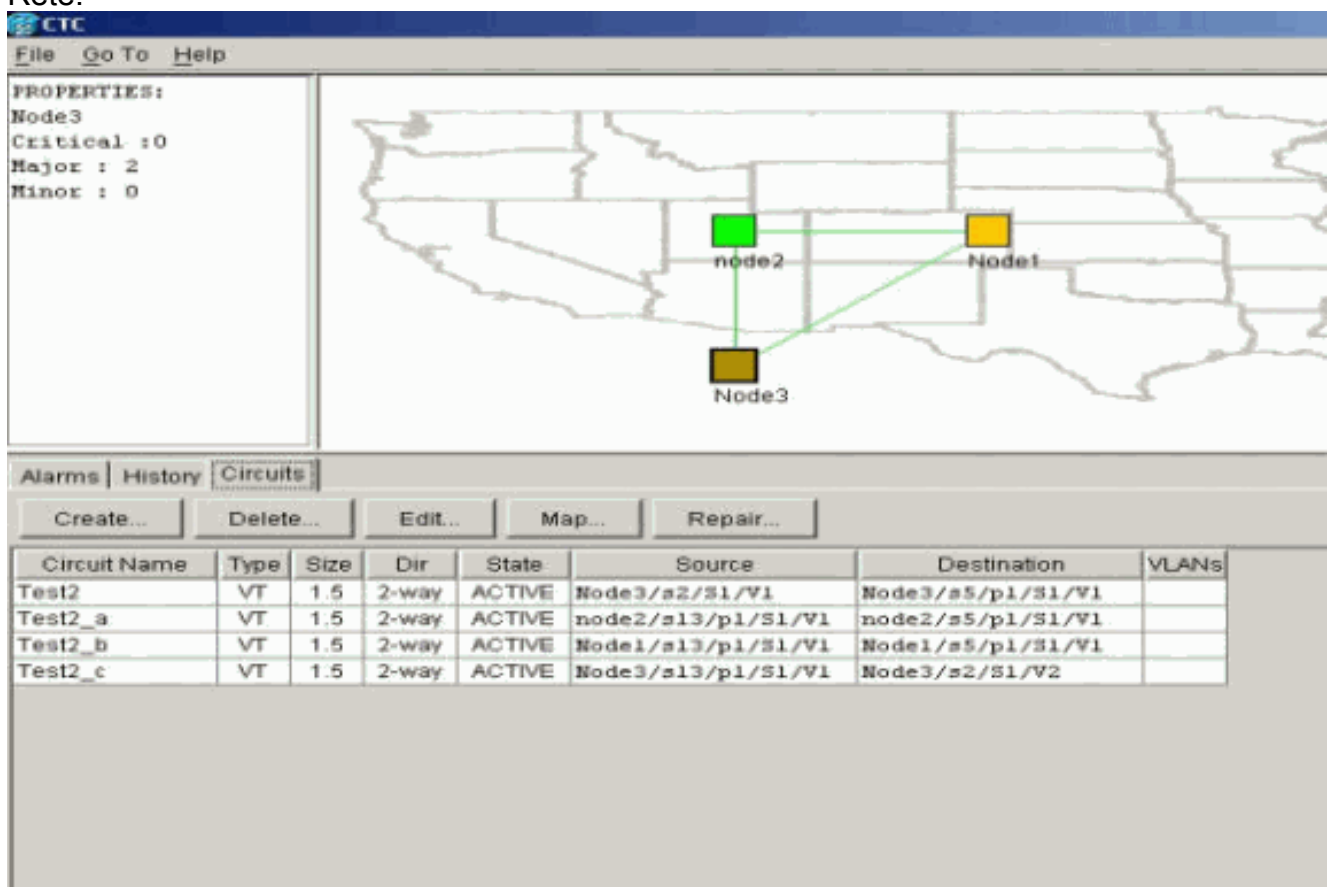 CTC
File Go To Help
PROPERTIES:
Node3
Critical :0
Major : 2
Minor : 0
node2
Node1
Node3
Alarms History Circuits
Create... Delete... Edit... Map... Repair...
Circuit Name Type Size Dir State Source Destination VLANs
Test2 VT 1.5 2-way ACTIVE Node3/s2/S1/V1 Node3/s5/p1/S1/V1
Test2_a VT 1.5 2-way ACTIVE node2/s13/p1/S1/V1 node2/s5/p1/S1/V1
Test2_b VT 1.5 2-way ACTIVE Node1/s13/p1/S1/V1 Node1/s5/p1/S1/V1
Test2_c VT 1.5 2-way ACTIVE Node3/s13/p1/S1/V1 Node3/s2/S1/V2